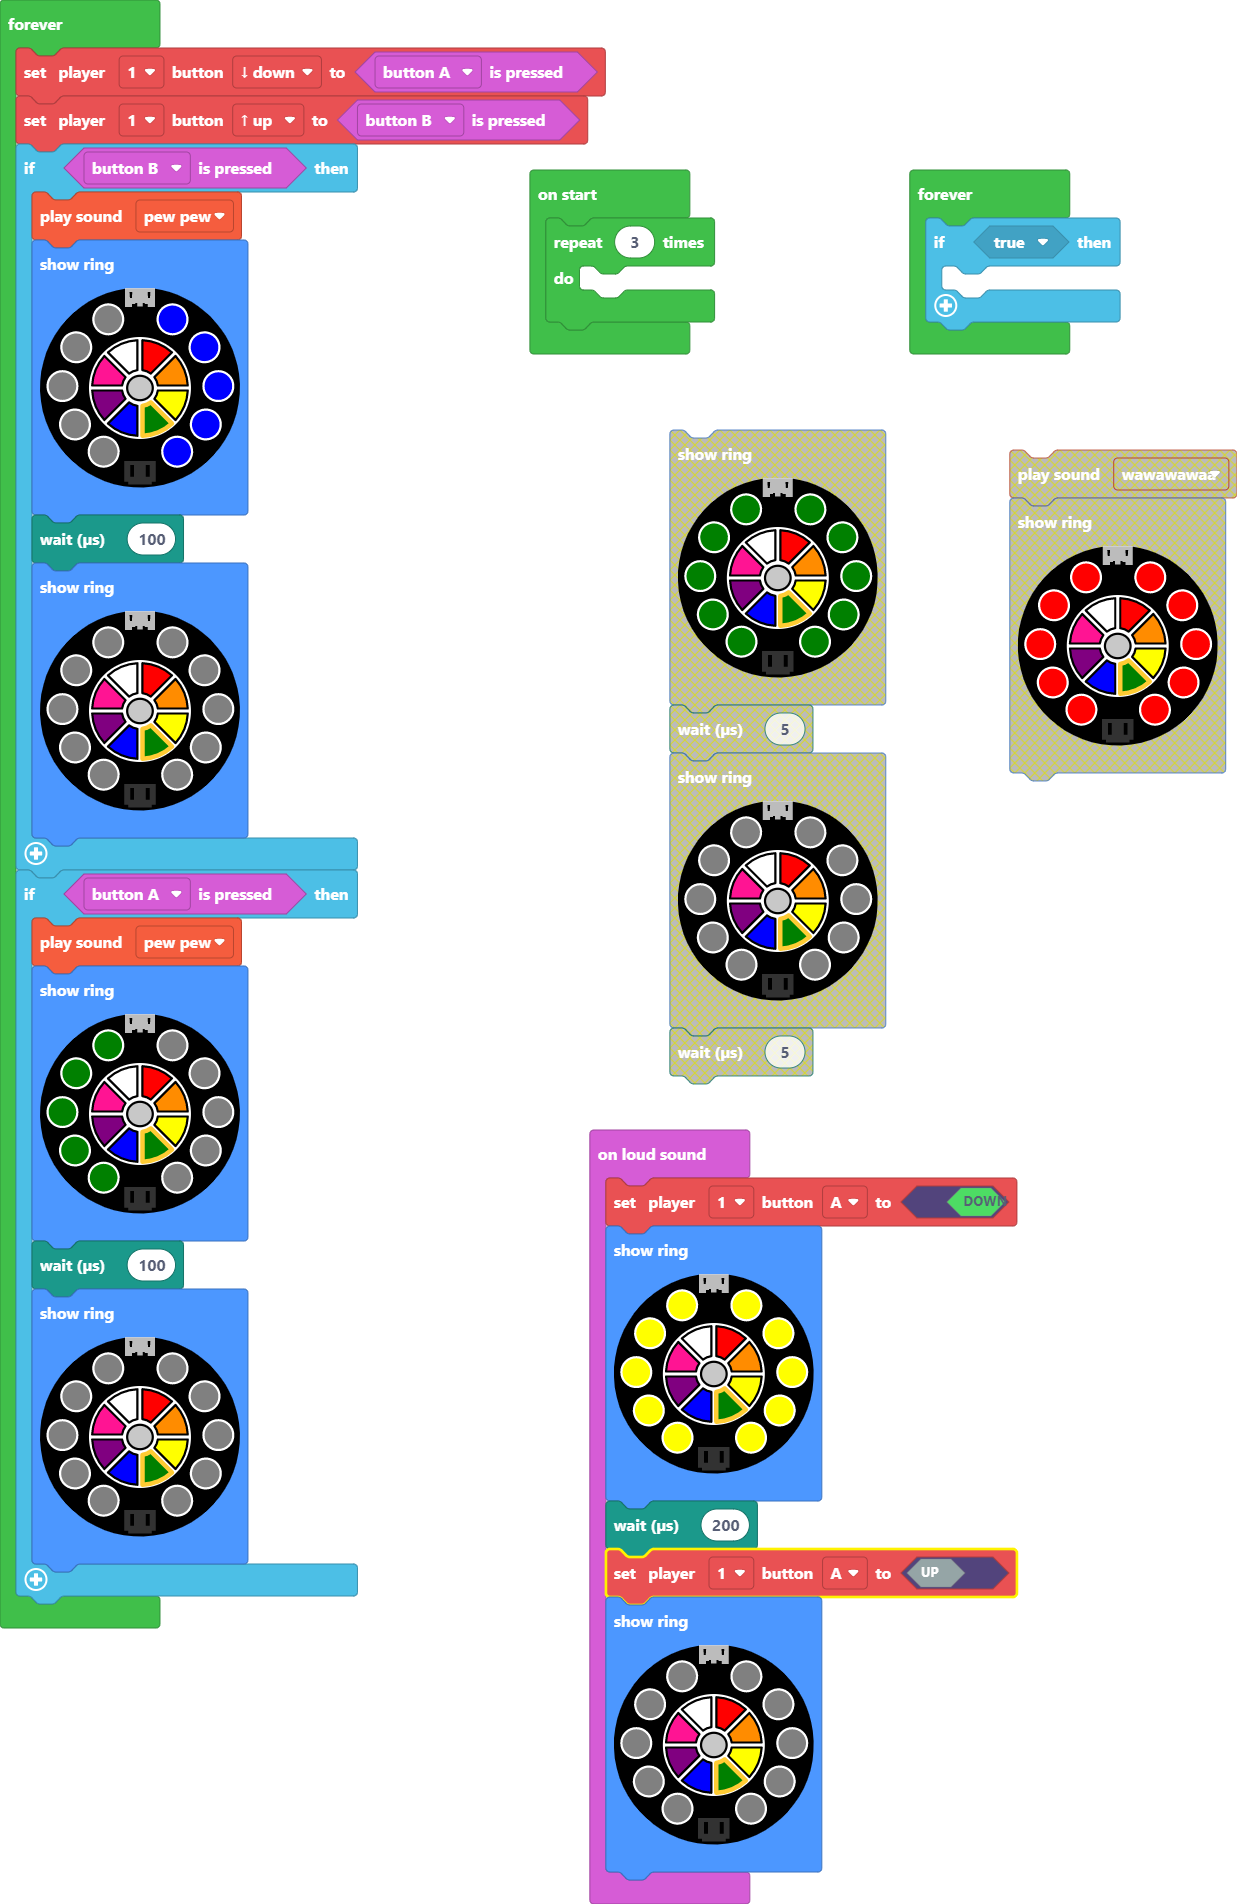 forever
set player 1 button ↓ down to button A is pressed
set player 1 button ↑ up to button B is pressed
if button B is pressed then
play sound pew pew
show ring
wait (µs) 100
show ring
if button A is pressed then
play sound pew pew
show ring
wait (µs) 100
show ring
on start
repeat 3 times
do
forever
if true then
show ring
wait (µs) 5
show ring
wait (µs) 5
play sound wawawawaa
show ring
on loud sound
set player 1 button A to DOWN
show ring
wait (µs) 200
set player 1 button A to UP
show ring